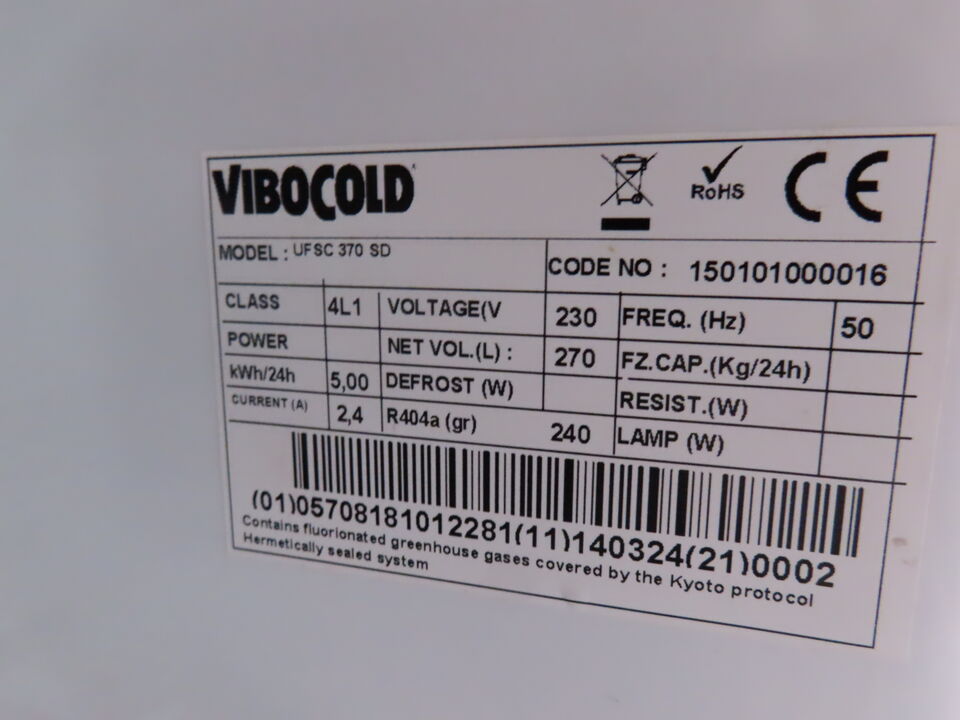 VIBOCOLD
RoHS
CE
MODEL : UFSC 370 SD
CODE NO : 150101000016
CLASS 4L1 VOLTAGE(V 230 FREQ. (Hz) 50
POWER NET VOL.(L) : 270 FZ.CAP.(Kg/24h)
kWh/24h 5,00 DEFROST (W) RESIST.(W)
CURRENT (A) 2,4 R404a (gr) 240 LAMP (W)
(01)05708181012281(11)140324(21)0002
Contains fluorionated greenhouse gases covered by the Kyoto protocol
Hermetically sealed system